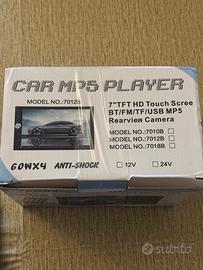 CAR MP5 PLAYER
MODEL NO.:7012B
7"TFT HD Touch Scree
BT/FM/TF/USB MP5
Rearview Camera
MODEL NO.:7010B
MODEL NO.:7012B
MODEL NO.:7018B
60WX4 ANTI-SHOCK
12V 24V
subito